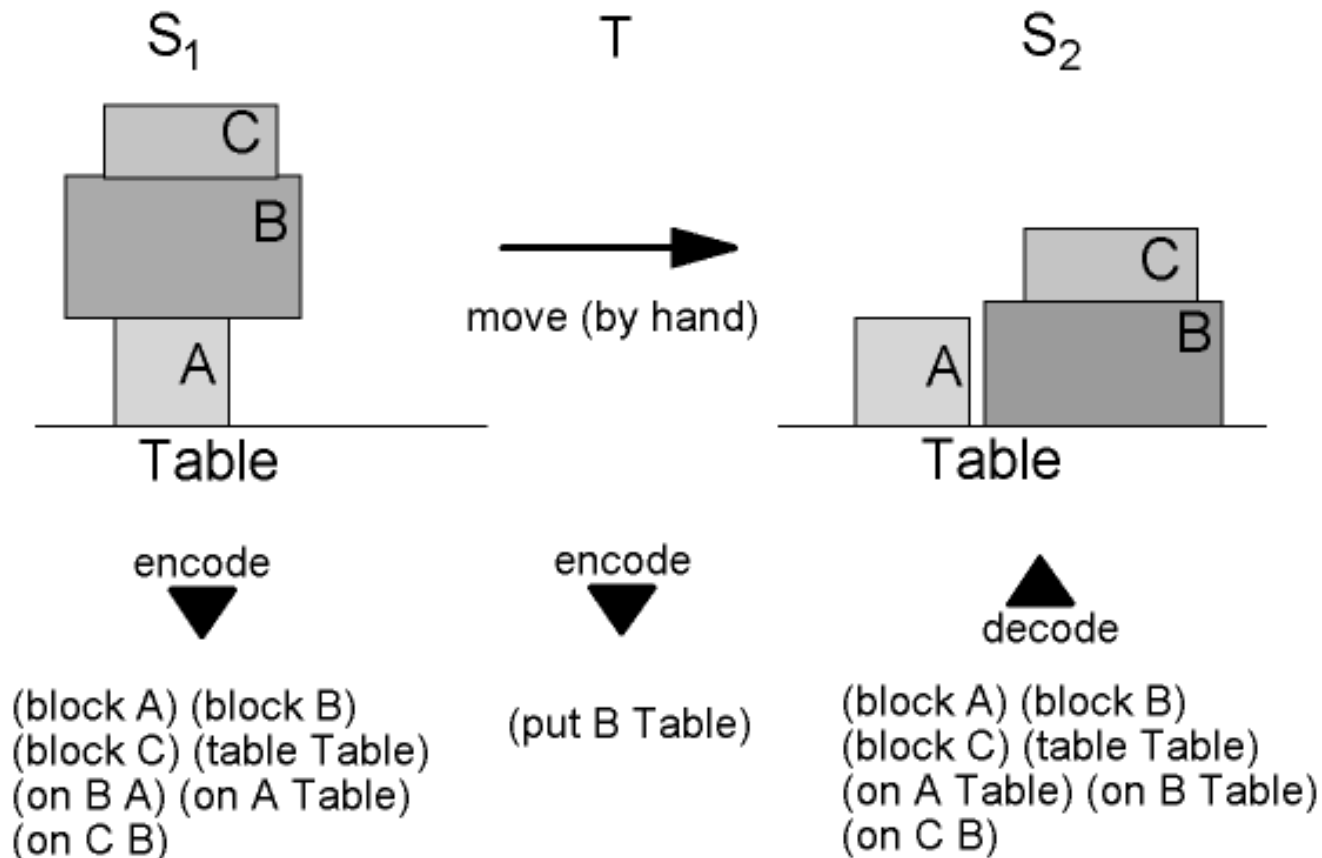 S₁
T
S₂
C
B
A
Table
move (by hand)
C
A
B
Table
encode
encode
decode
(block A) (block B)
(block C) (table Table)
(on B A) (on A Table)
(on C B)
(put B Table)
(block A) (block B)
(block C) (table Table)
(on A Table) (on B Table)
(on C B)